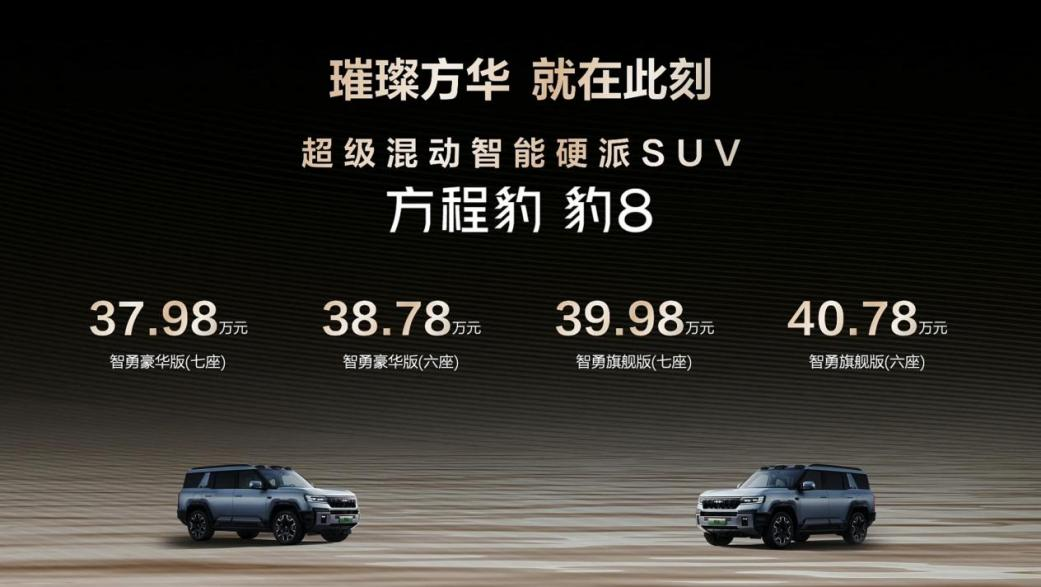 璀璨方华 就在此刻
超级混动智能硬派SUV
方程豹 豹8
37.98万元 38.78万元 39.98万元 40.78万元
智勇豪华版(七座) 智勇豪华版(六座) 智勇旗舰版(七座) 智勇旗舰版(六座)